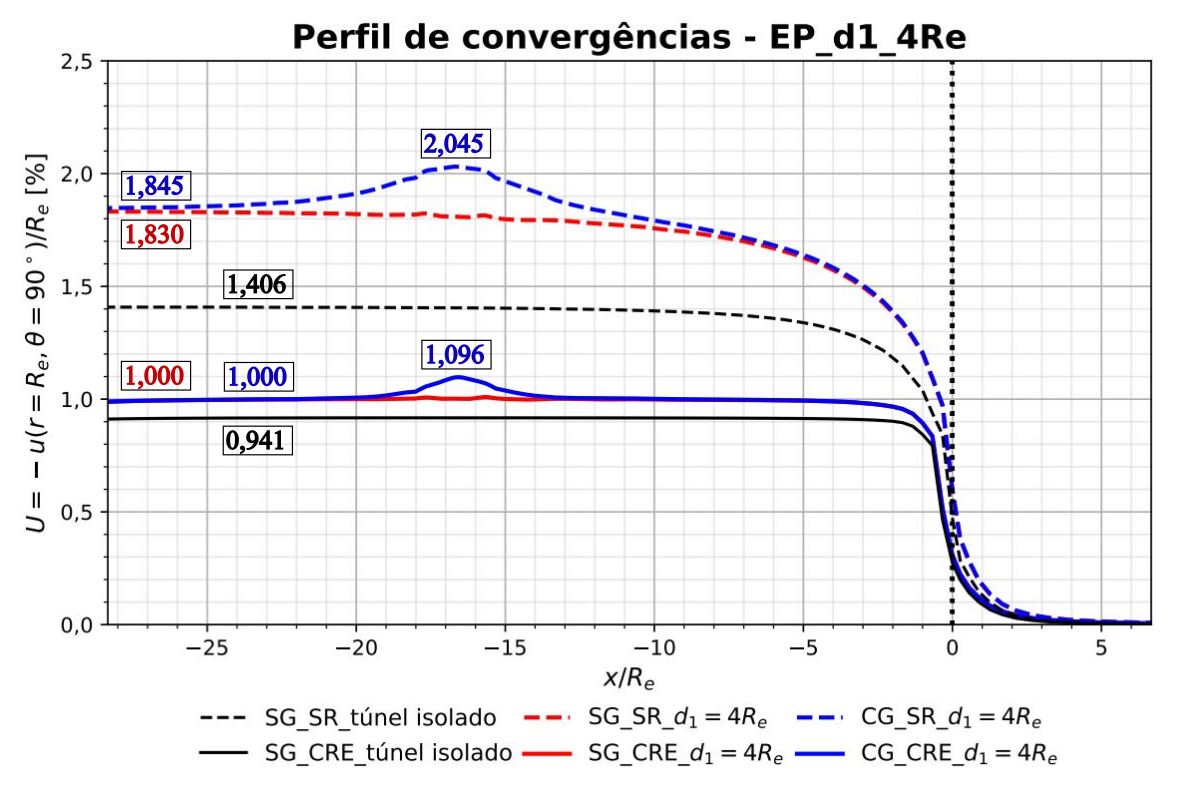 Perfil de convergências - EP_d1_4Re
U = − u(r = Re, θ = 90°)/Re [%]
2,5
2,0
1,5
1,0
0,5
0,0
2,045
1,845
1,830
1,406
1,096
1,000
1,000
0,941
−25 −20 −15 −10 −5 0 5
x/Re
SG_SR_túnel isolado SG_SR_d1 = 4Re CG_SR_d1 = 4Re
SG_CRE_túnel isolado SG_CRE_d1 = 4Re CG_CRE_d1 = 4Re